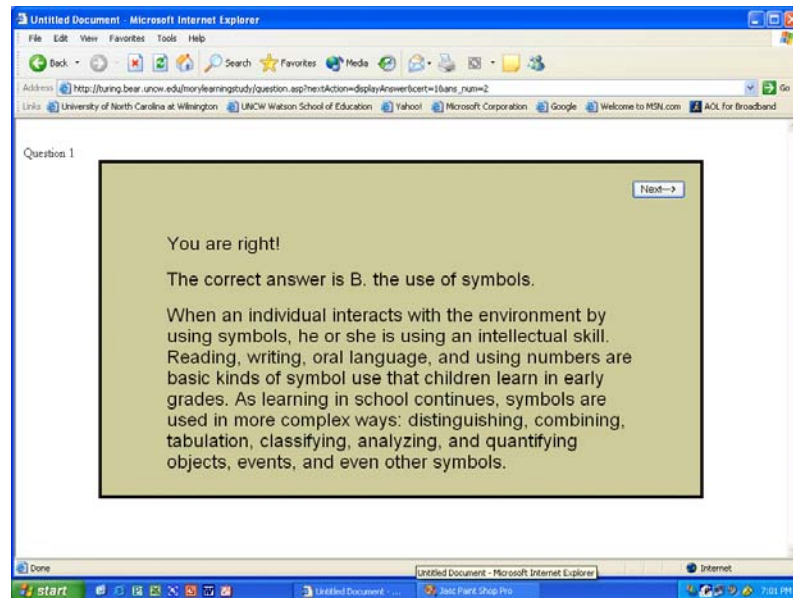 Untitled Document - Microsoft Internet Explorer
File Edit View Favorites Tools Help
Back Search Favorites Media
Address http://turing.bear.uncw.edu/morylearningstudy/question.asp?nextAction=displayAnswer&cert=1&ans_num=2 Go
Links University of North Carolina at Wilmington UNCW Watson School of Education Yahoo! Microsoft Corporation Google Welcome to MSN.com AOL for Broadband
Question 1
Next-->
You are right!
The correct answer is B. the use of symbols.
When an individual interacts with the environment by
using symbols, he or she is using an intellectual skill.
Reading, writing, oral language, and using numbers are
basic kinds of symbol use that children learn in early
grades. As learning in school continues, symbols are
used in more complex ways: distinguishing, combining,
tabulation, classifying, analyzing, and quantifying
objects, events, and even other symbols.
Done Internet
Untitled Document - Microsoft Internet Explorer
start Untitled Document - ... Jasc Paint Shop Pro 7:01 PM